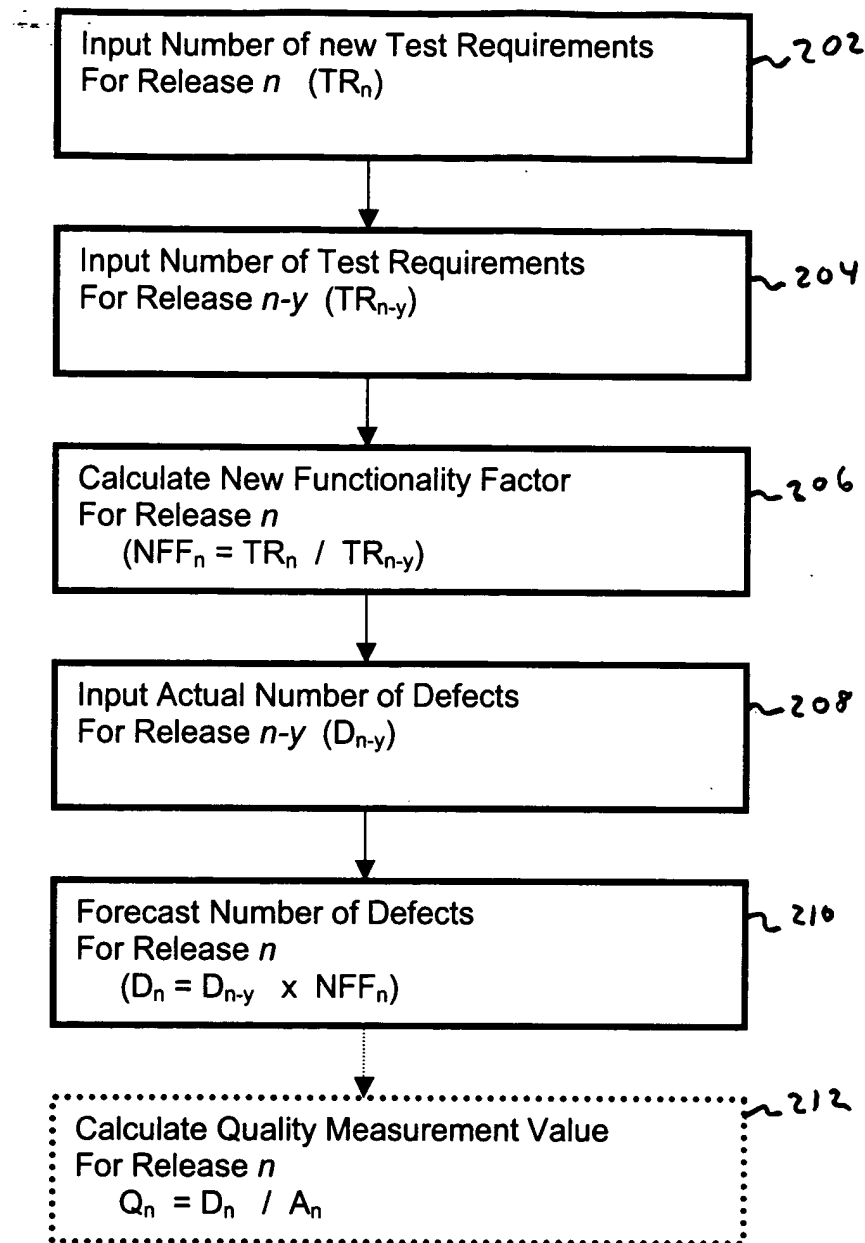 Input Number of new Test Requirements
For Release n (TRn)
202
Input Number of Test Requirements
For Release n-y (TRn-y)
204
Calculate New Functionality Factor
For Release n
(NFFn = TRn / TRn-y)
206
Input Actual Number of Defects
For Release n-y (Dn-y)
208
Forecast Number of Defects
For Release n
(Dn = Dn-y x NFFn)
210
Calculate Quality Measurement Value
For Release n
Qn = Dn / An
212